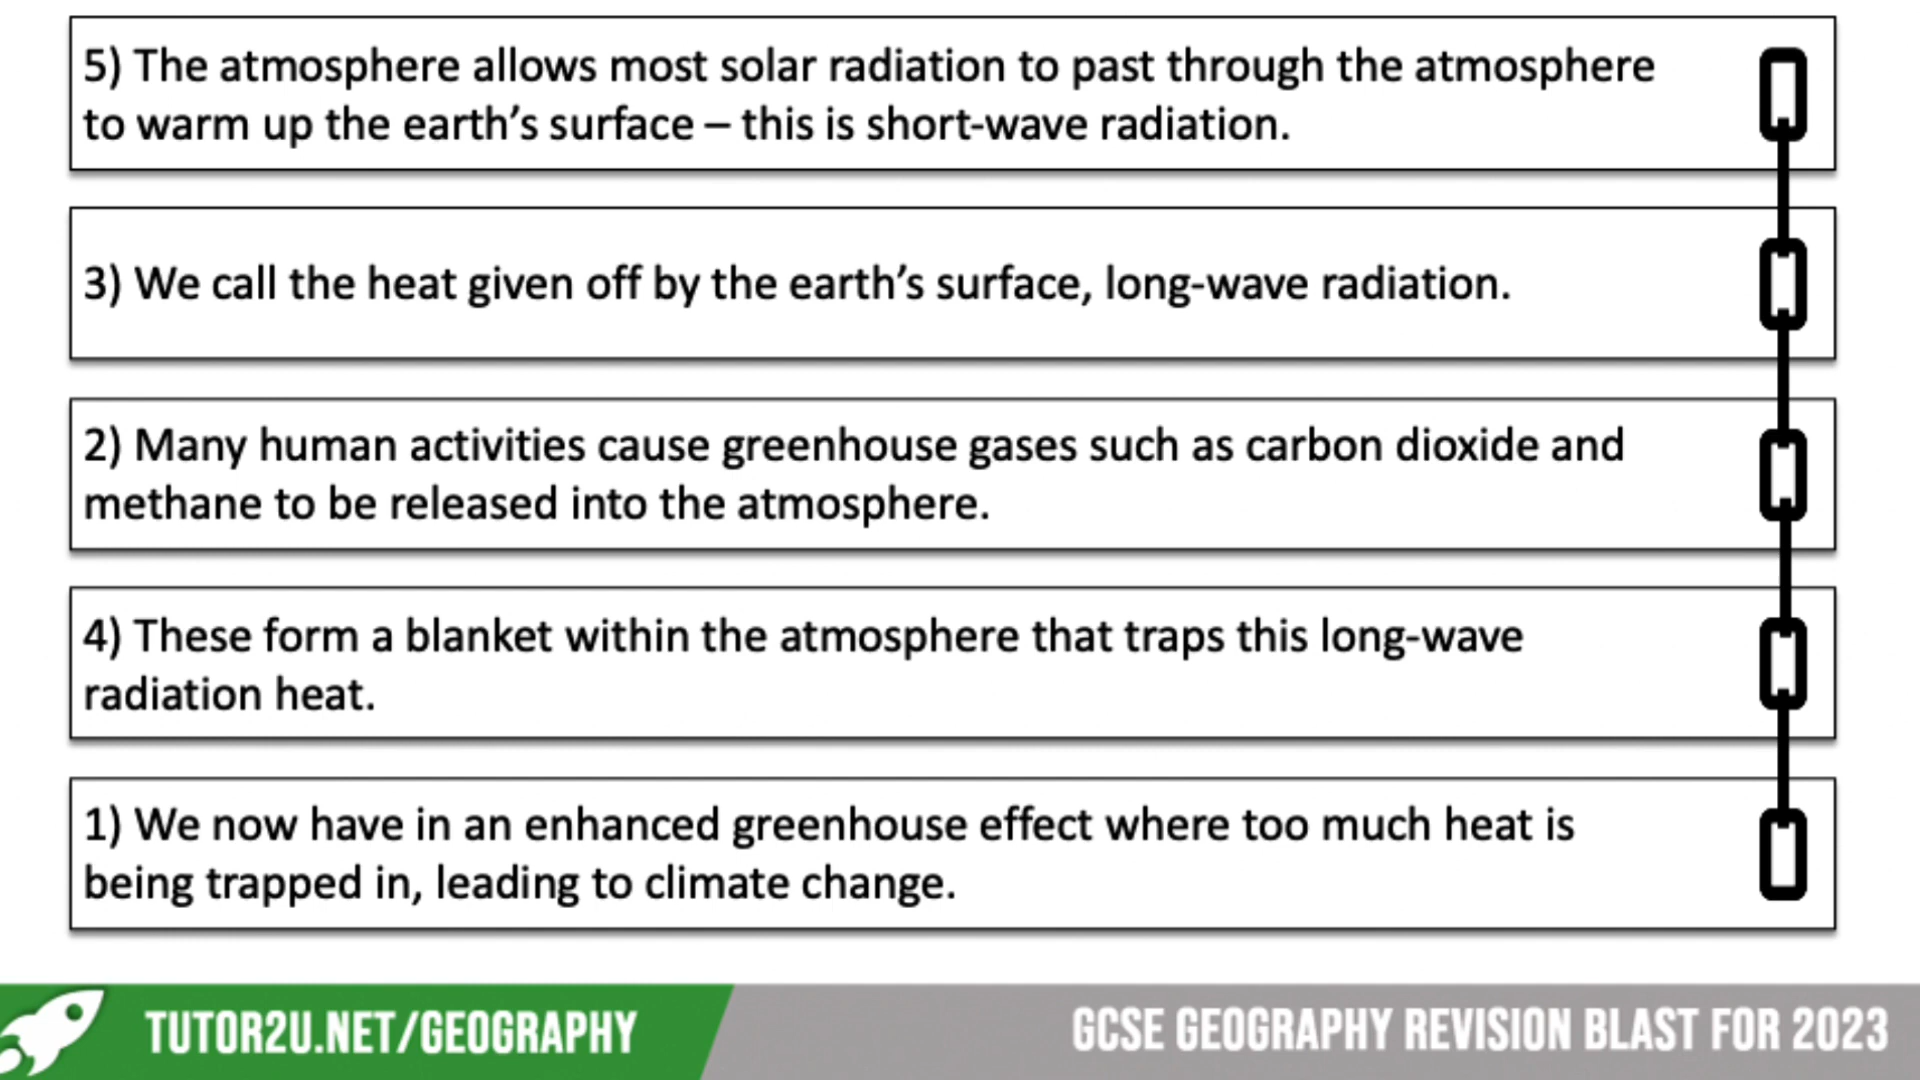 5) The atmosphere allows most solar radiation to past through the atmosphere
to warm up the earth’s surface – this is short-wave radiation.
3) We call the heat given off by the earth’s surface, long-wave radiation.
2) Many human activities cause greenhouse gases such as carbon dioxide and
methane to be released into the atmosphere.
4) These form a blanket within the atmosphere that traps this long-wave
radiation heat.
1) We now have in an enhanced greenhouse effect where too much heat is
being trapped in, leading to climate change.
TUTOR2U.NET/GEOGRAPHY
GCSE GEOGRAPHY REVISION BLAST FOR 2023